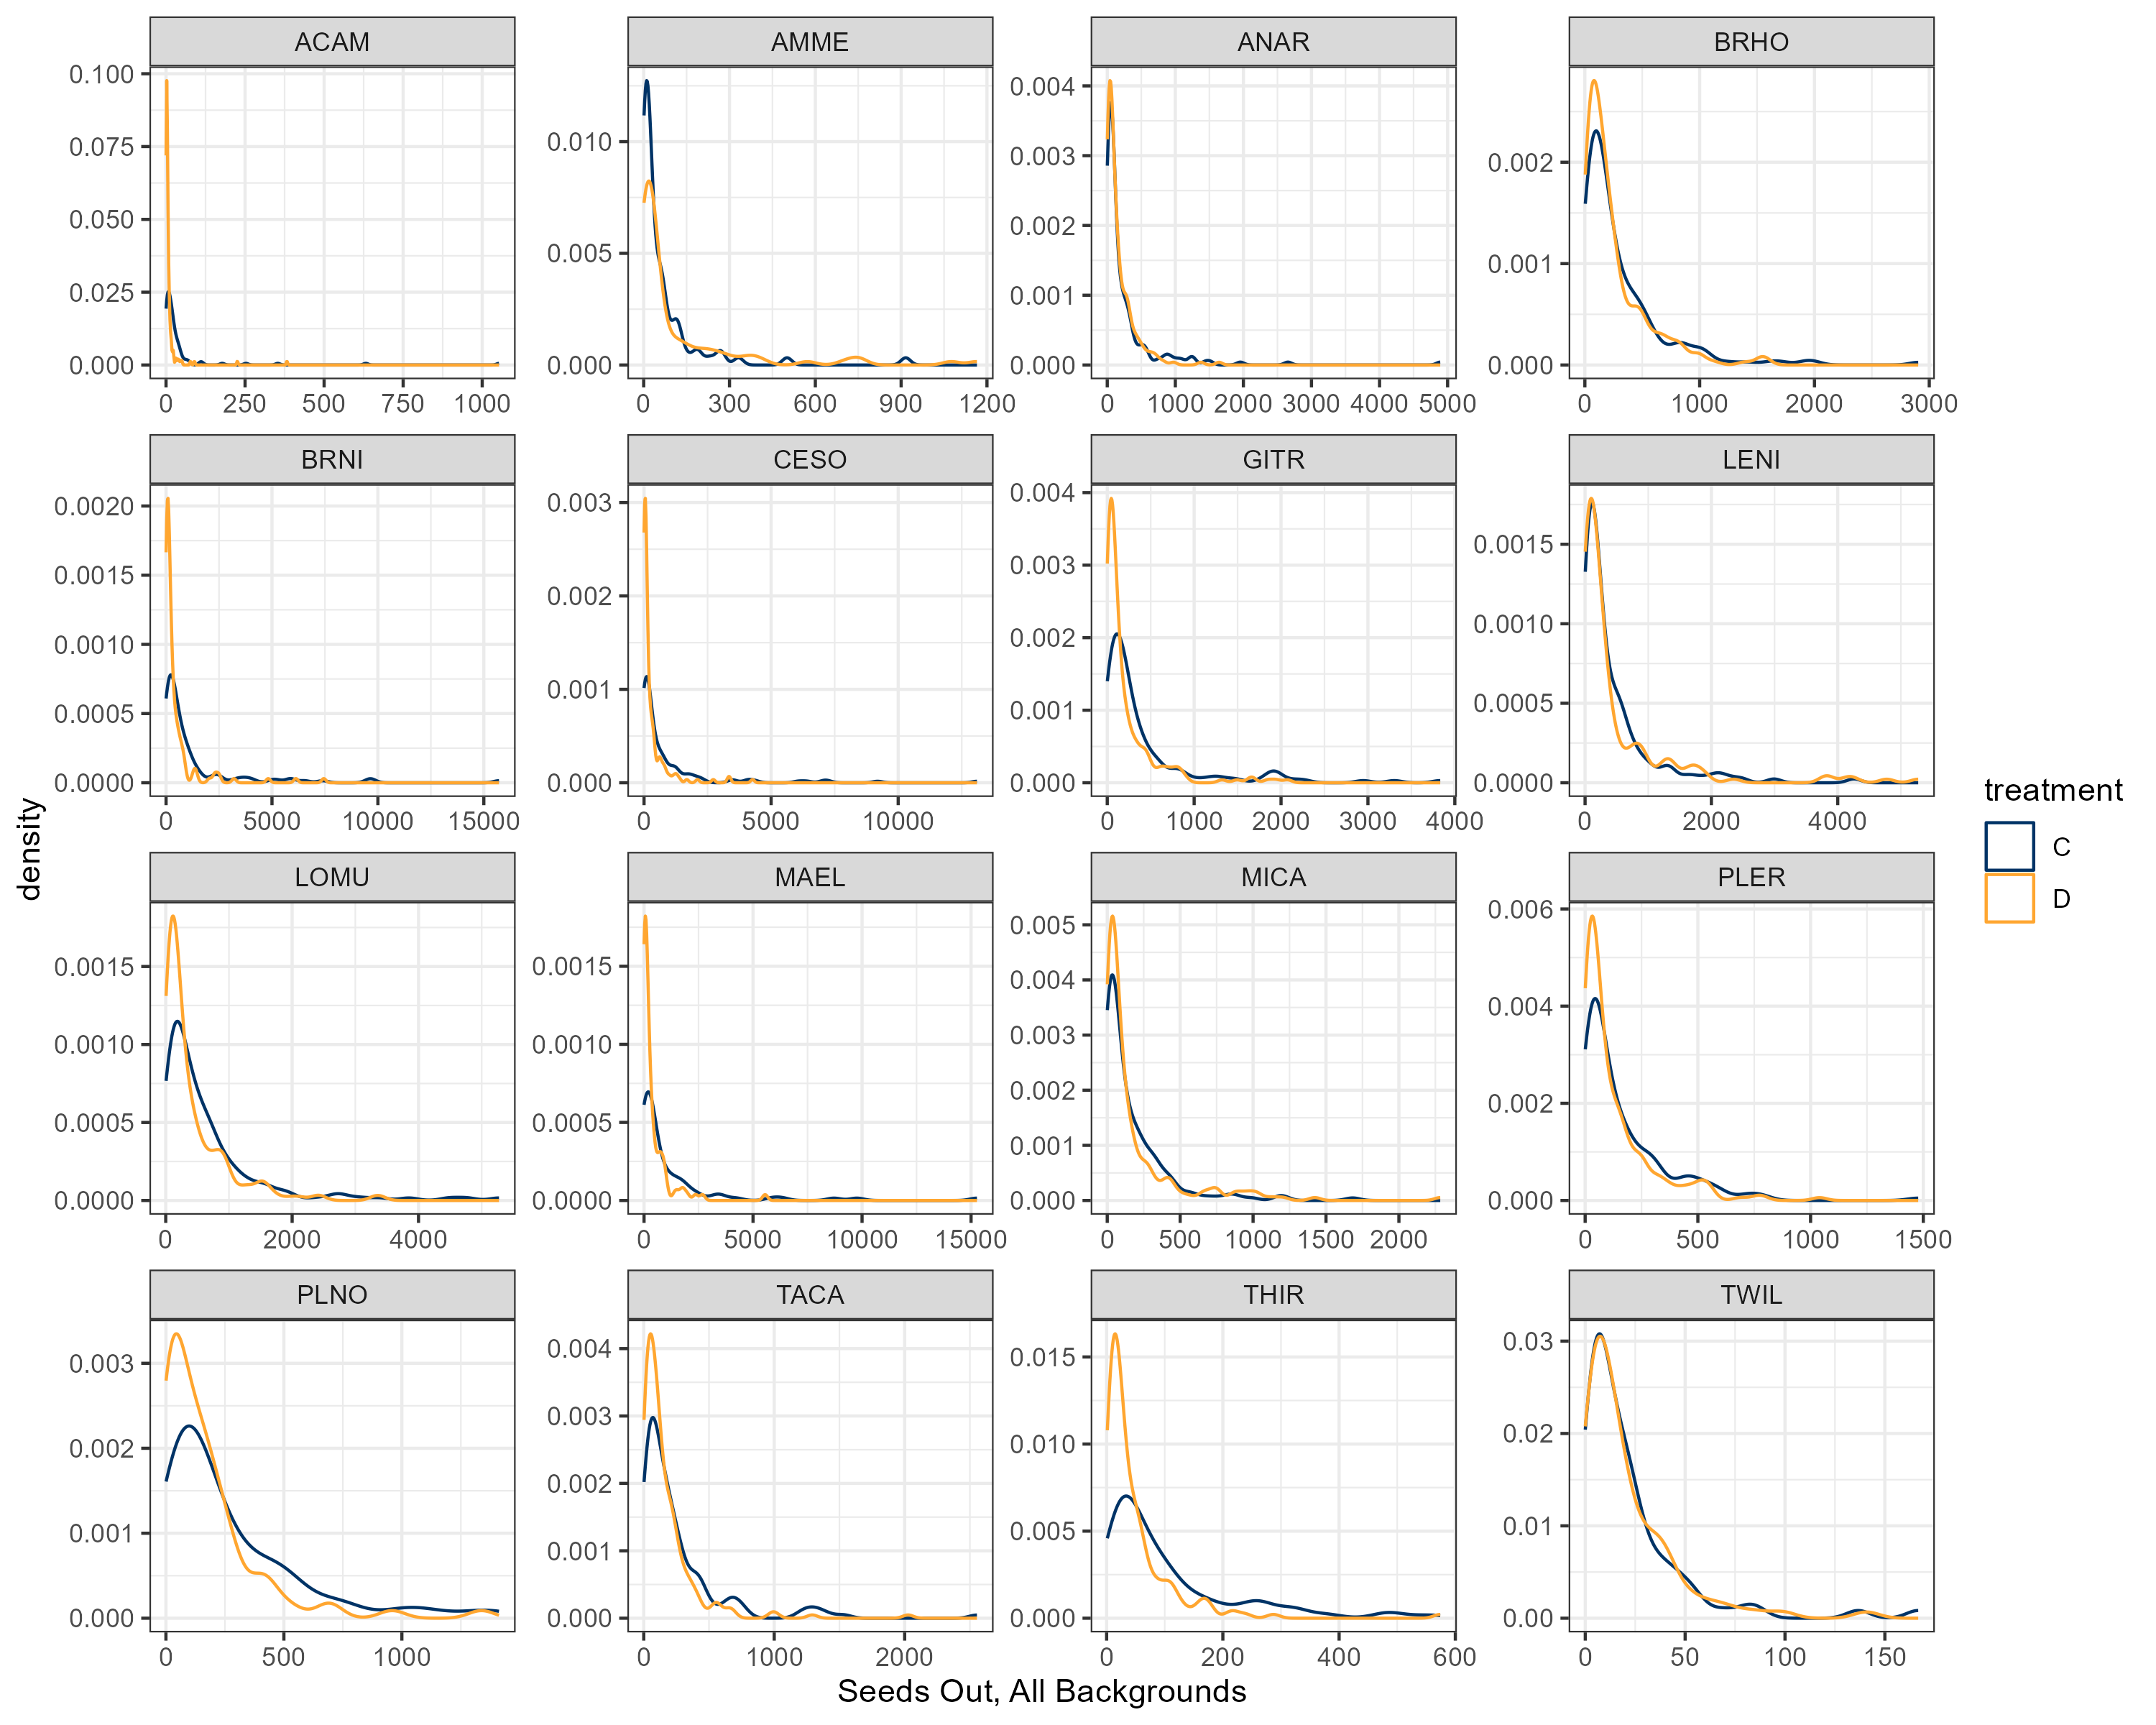 ACAM AMME ANAR BRHO
0.100 0.075 0.050 0.025 0.000
0.010 0.005 0.000
0.004 0.003 0.002 0.001 0.000
0.002 0.001 0.000
0 250 500 750 1000
0 300 600 900 1200
0 1000 2000 3000 4000 5000
0 1000 2000 3000
BRNI CESO GITR LENI
0.0020 0.0015 0.0010 0.0005 0.0000
0.003 0.002 0.001 0.000
0.004 0.003 0.002 0.001 0.000
0.0015 0.0010 0.0005 0.0000
0 5000 10000 15000
0 5000 10000
0 1000 2000 3000 4000
0 2000 4000
LOMU MAEL MICA PLER
0.0015 0.0010 0.0005 0.0000
0.0015 0.0010 0.0005 0.0000
0.005 0.004 0.003 0.002 0.001 0.000
0.006 0.004 0.002 0.000
0 2000 4000
0 5000 10000 15000
0 500 1000 1500 2000
0 500 1000 1500
PLNO TACA THIR TWIL
0.003 0.002 0.001 0.000
0.004 0.003 0.002 0.001 0.000
0.015 0.010 0.005 0.000
0.03 0.02 0.01 0.00
0 500 1000
0 1000 2000
0 200 400 600
0 50 100 150
density
Seeds Out, All Backgrounds
treatment
C
D